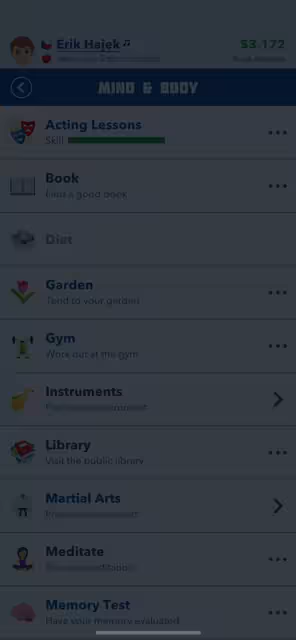 Erik Hajek
$3 172
MIND & BODY
Acting Lessons
Skill
Book
Find a good book
Diet
Garden
Tend to your garden
Gym
Work out at the gym
Instruments
Library
Visit the public library
Martial Arts
Meditate
Memory Test
Have your memory evaluated